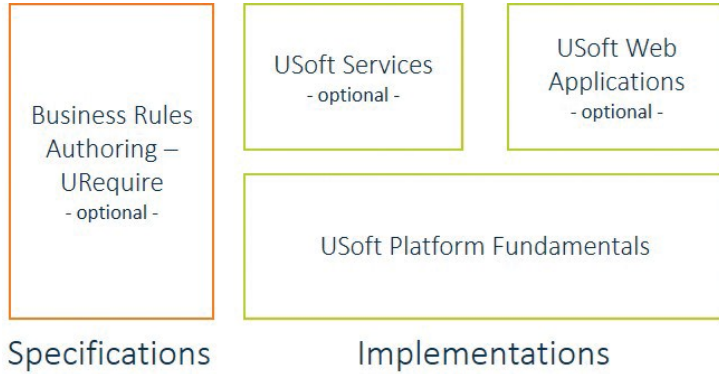 Business Rules
Authoring –
URequire
- optional -
USoft Services
- optional -
USoft Web
Applications
- optional -
USoft Platform Fundamentals
Specifications
Implementations